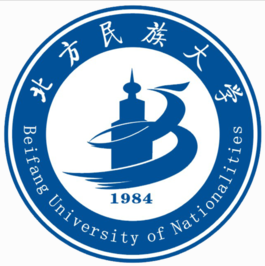 北方民族大学
1984
Beifang University of Nationalities